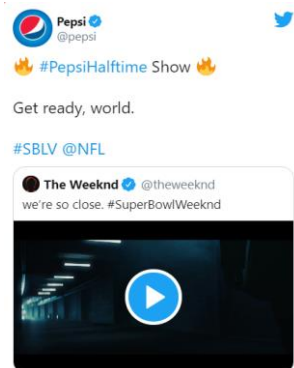 Pepsi
@pepsi
🔥 #PepsiHalftime Show 🔥
Get ready, world.
#SBLV @NFL
The Weeknd @theweeknd
we're so close. #SuperBowlWeeknd